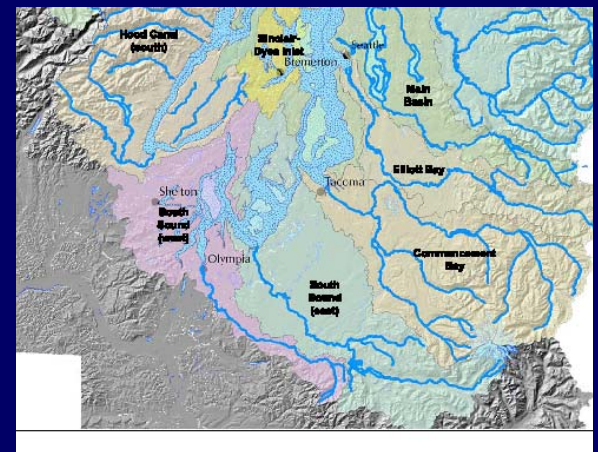 Hood Canal
(south)
Sinclair-
Dyes Inlet
Bremerton
Seattle
Main
Basin
Elliott Bay
Tacoma
Shelton
South
Sound
(west)
Olympia
Commencement
Bay
South
Sound
(east)